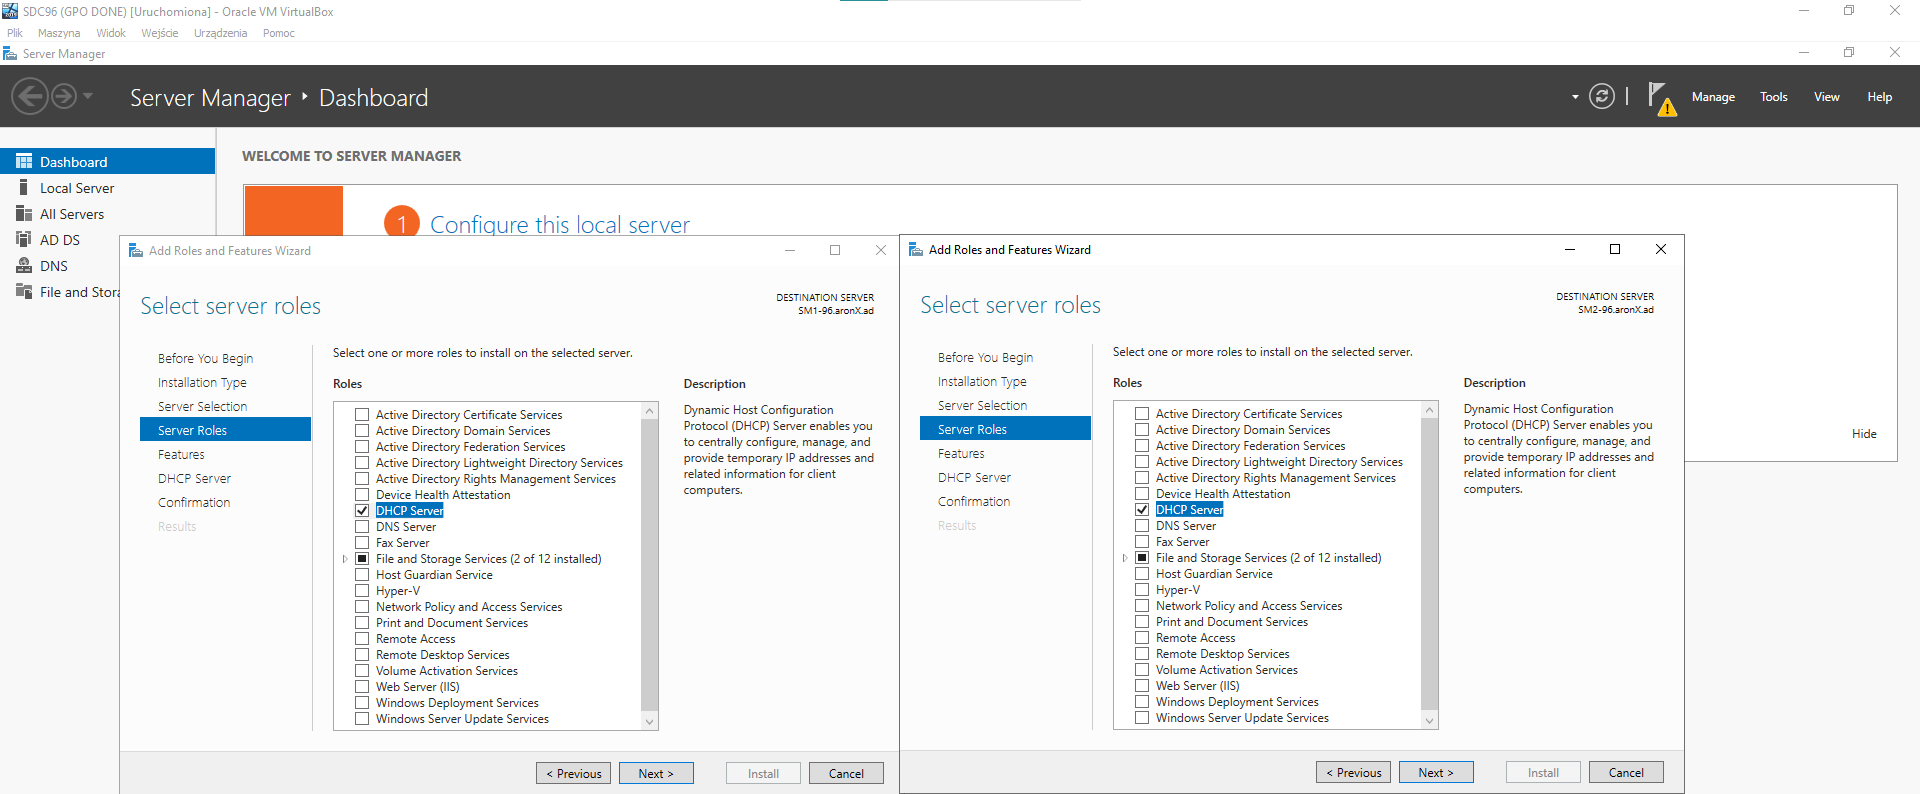 SDC96 (GPO DONE) [Uruchomiona] - Oracle VM VirtualBox
Plik Maszyna Widok Wejście Urządzenia Pomoc
Server Manager
Server Manager Dashboard
Manage Tools View Help
Dashboard
Local Server
All Servers
AD DS
DNS
File and Stora
WELCOME TO SERVER MANAGER
1 Configure this local server
Hide
Add Roles and Features Wizard
Select server roles
DESTINATION SERVER
SM1-96.aronX.ad
Before You Begin
Installation Type
Server Selection
Server Roles
Features
DHCP Server
Confirmation
Results
Select one or more roles to install on the selected server.
Roles
Active Directory Certificate Services
Active Directory Domain Services
Active Directory Federation Services
Active Directory Lightweight Directory Services
Active Directory Rights Management Services
Device Health Attestation
DHCP Server
DNS Server
Fax Server
File and Storage Services (2 of 12 installed)
Host Guardian Service
Hyper-V
Network Policy and Access Services
Print and Document Services
Remote Access
Remote Desktop Services
Volume Activation Services
Web Server (IIS)
Windows Deployment Services
Windows Server Update Services
Description
Dynamic Host Configuration
Protocol (DHCP) Server enables you
to centrally configure, manage, and
provide temporary IP addresses and
related information for client
computers.
< Previous Next > Install Cancel
Add Roles and Features Wizard
Select server roles
DESTINATION SERVER
SM2-96.aronX.ad
Before You Begin
Installation Type
Server Selection
Server Roles
Features
DHCP Server
Confirmation
Results
Select one or more roles to install on the selected server.
Roles
Active Directory Certificate Services
Active Directory Domain Services
Active Directory Federation Services
Active Directory Lightweight Directory Services
Active Directory Rights Management Services
Device Health Attestation
DHCP Server
DNS Server
Fax Server
File and Storage Services (2 of 12 installed)
Host Guardian Service
Hyper-V
Network Policy and Access Services
Print and Document Services
Remote Access
Remote Desktop Services
Volume Activation Services
Web Server (IIS)
Windows Deployment Services
Windows Server Update Services
Description
Dynamic Host Configuration
Protocol (DHCP) Server enables you
to centrally configure, manage, and
provide temporary IP addresses and
related information for client
computers.
< Previous Next > Install Cancel